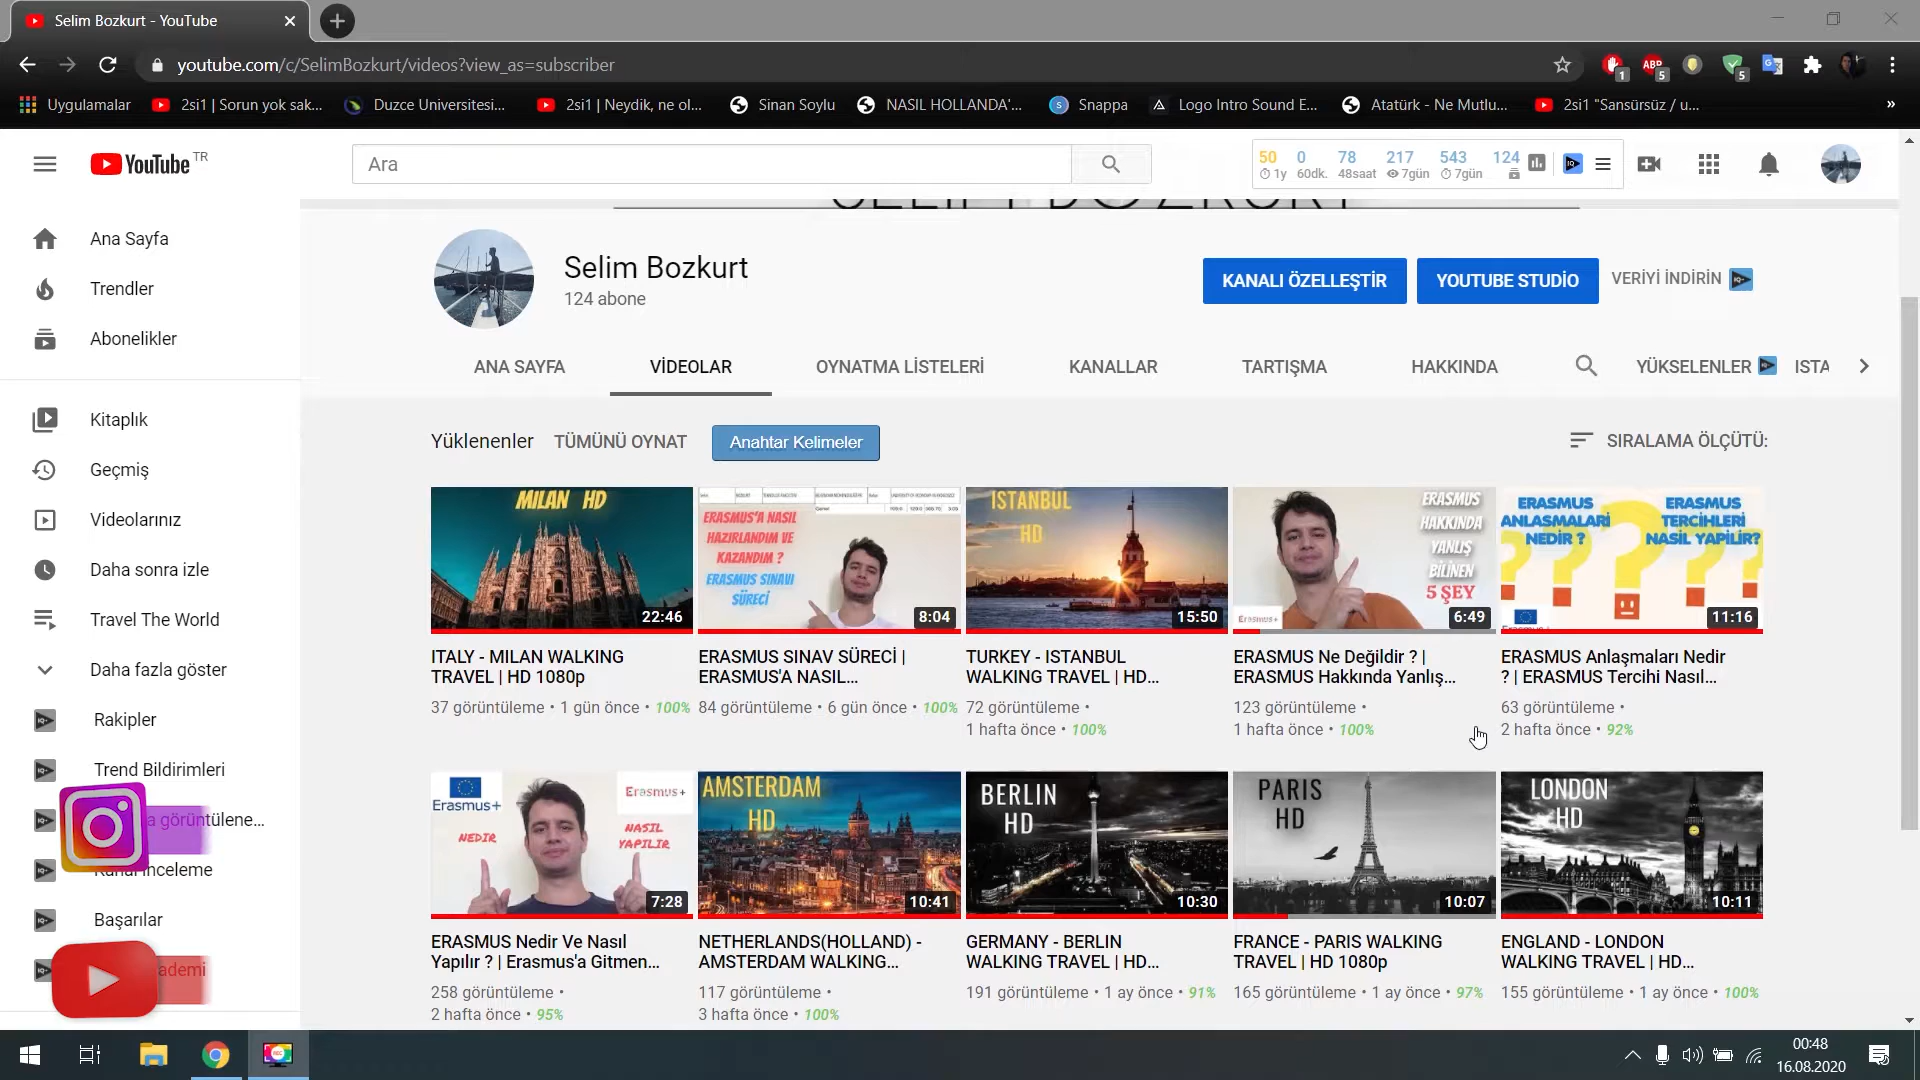 Selim Bozkurt - YouTube
youtube.com/c/SelimBozkurt/videos?view_as=subscriber
1
ABP
5
5
Uygulamalar
2si1 | Sorun yok sak...
Duzce Universitesi...
2si1 | Neydik, ne ol...
Sinan Soylu
NASIL HOLLANDA'...
Snappa
Logo Intro Sound E...
Atatürk - Ne Mutlu...
2si1 "Sansürsüz / u...
YouTube TR
Ara
50 0 78 217 543 124
1y 60dk. 48saat 7gün 7gün
SELIM BOZKURT
Selim Bozkurt
124 abone
KANALI ÖZELLEŞTİR
YOUTUBE STUDIO
VERİYİ İNDİRİN
ANA SAYFA
VİDEOLAR
OYNATMA LİSTELERİ
KANALLAR
TARTIŞMA
HAKKINDA
YÜKSELENLER
ISTA
Ana Sayfa
Trendler
Abonelikler
Kitaplık
Geçmiş
Videolarınız
Daha sonra izle
Travel The World
Daha fazla göster
Rakipler
Trend Bildirimleri
a görüntülene...
Kanal İnceleme
Başarılar
ademi
Yüklenenler
TÜMÜNÜ OYNAT
Anahtar Kelimeler
SIRALAMA ÖLÇÜTÜ:
MILAN HD
22:46
ITALY - MILAN WALKING
TRAVEL | HD 1080p
37 görüntüleme • 1 gün önce • 100%
ERASMUS'A NASIL
HAZIRLANDIM VE
KAZANDIM ?
ERASMUS SINAVI
SÜRECİ
8:04
ERASMUS SINAV SÜRECİ |
ERASMUS'A NASIL...
84 görüntüleme • 6 gün önce • 100%
ISTANBUL
HD
15:50
TURKEY - ISTANBUL
WALKING TRAVEL | HD...
72 görüntüleme •
1 hafta önce • 100%
ERASMUS
HAKKINDA
YANLIŞ
BİLİNEN
5 ŞEY
Erasmus+
6:49
ERASMUS Ne Değildir ? |
ERASMUS Hakkında Yanlış...
123 görüntüleme •
1 hafta önce • 100%
ERASMUS
ANLASMALARİ
NEDİR ?
ERASMUS
TERCİHLERİ
NASIL YAPILIR?
11:16
ERASMUS Anlaşmaları Nedir
? | ERASMUS Tercihi Nasıl...
63 görüntüleme •
2 hafta önce • 92%
Erasmus+
NEDIR
Erasmus+
NASIL
YAPILIR
7:28
ERASMUS Nedir Ve Nasıl
Yapılır ? | Erasmus'a Gitmen...
258 görüntüleme •
2 hafta önce • 95%
AMSTERDAM
HD
10:41
NETHERLANDS(HOLLAND) -
AMSTERDAM WALKING...
117 görüntüleme •
3 hafta önce • 100%
BERLIN
HD
10:30
GERMANY - BERLIN
WALKING TRAVEL | HD...
191 görüntüleme • 1 ay önce • 91%
PARIS
HD
10:07
FRANCE - PARIS WALKING
TRAVEL | HD 1080p
165 görüntüleme • 1 ay önce • 97%
LONDON
HD
10:11
ENGLAND - LONDON
WALKING TRAVEL | HD...
155 görüntüleme • 1 ay önce • 100%
00:48
16.08.2020